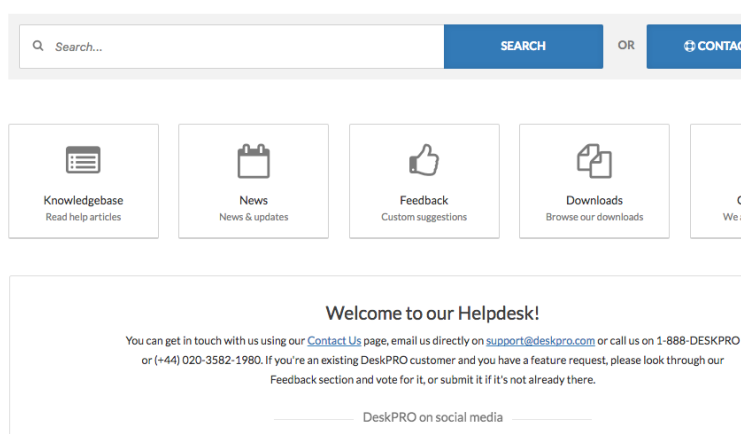 Search...
SEARCH
OR
Knowledgebase
Read help articles
News
News & updates
Feedback
Custom suggestions
Downloads
Browse our downloads
We
Welcome to our Helpdesk!
You can get in touch with us using our Contact Us page, email us directly on support@deskpro.com or call us on 1-888-DESKPRO
or (+44) 020-3582-1980. If you're an existing DeskPRO customer and you have a feature request, please look through our
Feedback section and vote for it, or submit it if it's not already there.
DeskPRO on social media